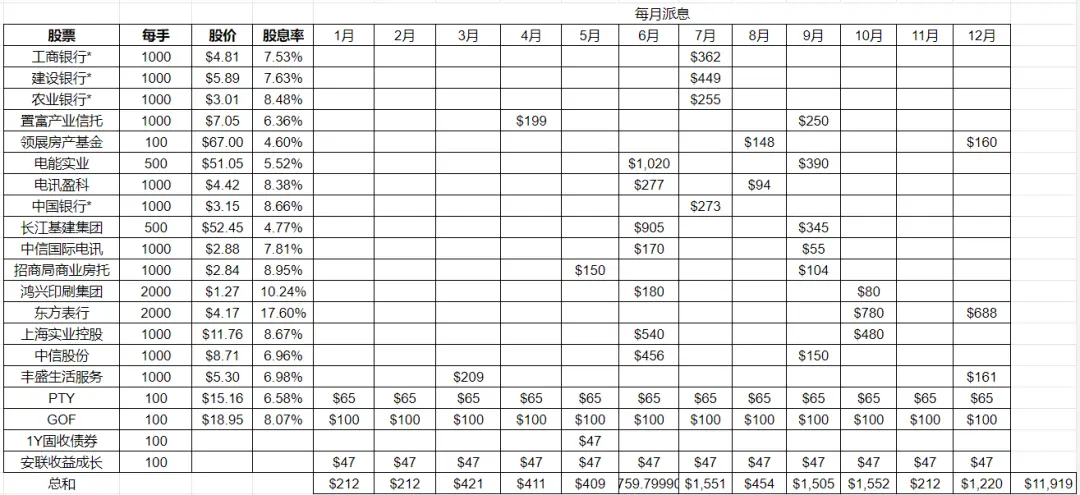 每月派息
股票 每手 股价 股息率 1月 2月 3月 4月 5月 6月 7月 8月 9月 10月 11月 12月
工商银行* 1000 $4.81 7.53% $362
建设银行* 1000 $5.89 7.63% $449
农业银行* 1000 $3.01 8.48% $255
置富产业信托 1000 $7.05 6.36% $199 $250
领展房产基金 100 $67.00 4.60% $148 $160
电能实业 500 $51.05 5.52% $1,020 $390
电讯盈科 1000 $4.42 8.38% $277 $94
中国银行* 1000 $3.15 8.66% $273
长江基建集团 500 $52.45 4.77% $905 $345
中信国际电讯 1000 $2.88 7.81% $170 $55
招商局商业房托 1000 $2.84 8.95% $150 $104
鸿兴印刷集团 2000 $1.27 10.24% $180 $80
东方表行 2000 $4.17 17.60% $780 $688
上海实业控股 1000 $11.76 8.67% $540 $480
中信股份 1000 $8.71 6.96% $456 $150
丰盛生活服务 1000 $5.30 6.98% $209 $161
PTY 100 $15.16 6.58% $65 $65 $65 $65 $65 $65 $65 $65 $65 $65 $65 $65
GOF 100 $18.95 8.07% $100 $100 $100 $100 $100 $100 $100 $100 $100 $100 $100 $100
1Y固收债券 100 $47
安联收益成长 100 $47 $47 $47 $47 $47 $47 $47 $47 $47 $47 $47 $47
总和 $212 $212 $421 $411 $409 759.79990 $1,551 $454 $1,505 $1,552 $212 $1,220 $11,919